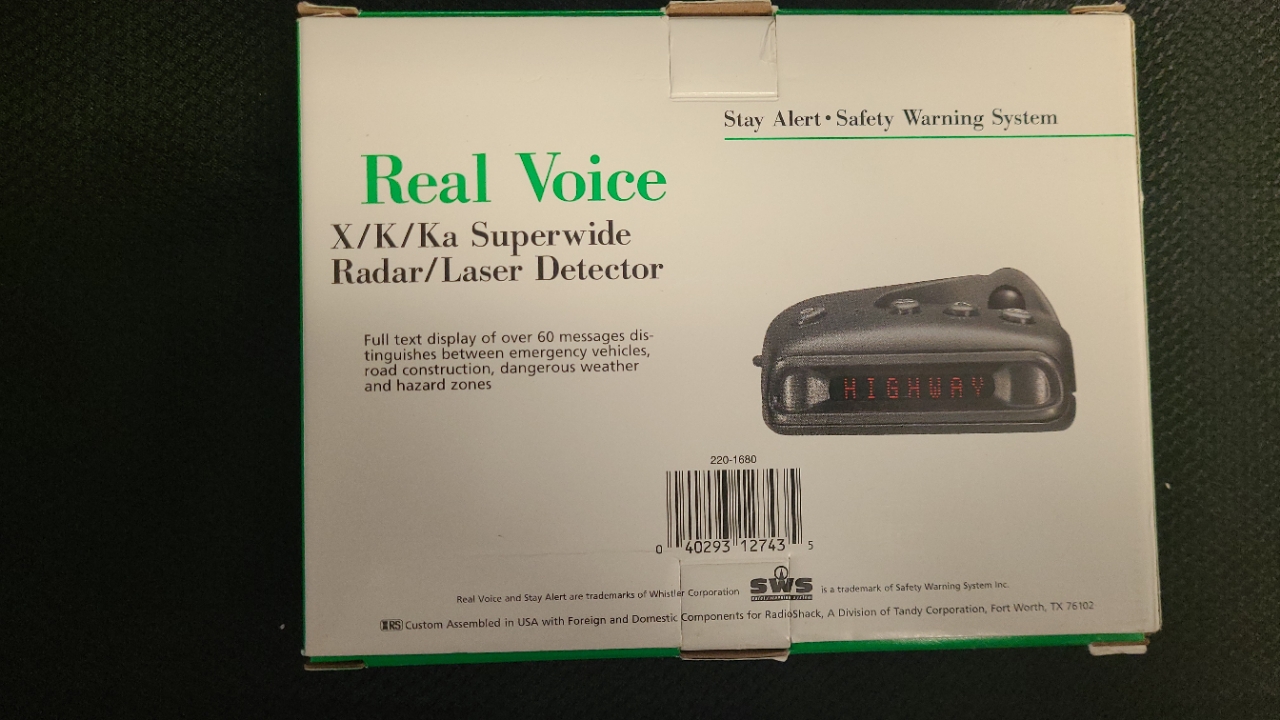 Stay Alert • Safety Warning System
Real Voice
X/K/Ka Superwide
Radar/Laser Detector
Full text display of over 60 messages dis-
tinguishes between emergency vehicles,
road construction, dangerous weather
and hazard zones
HIGHWAY
220-1680
0 40293 12743 5
Real Voice and Stay Alert are trademarks of Whistler Corporation SWS is a trademark of Safety Warning System Inc.
SAFETY WARNING SYSTEM
Custom Assembled in USA with Foreign and Domestic Components for RadioShack, A Division of Tandy Corporation, Fort Worth, TX 76102